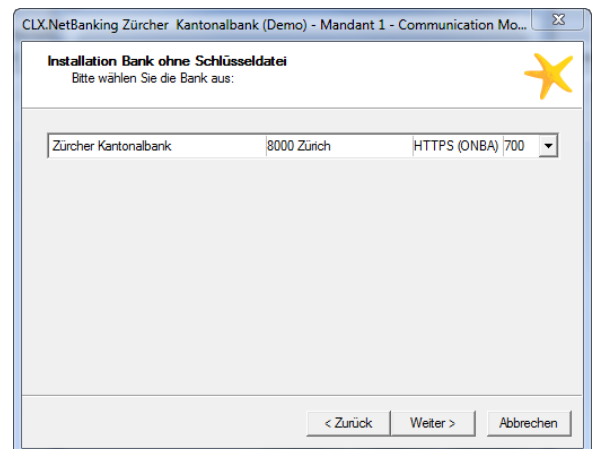 CLX.NetBanking Zürcher Kantonalbank (Demo) - Mandant 1 - Communication Mo...
Installation Bank ohne Schlüsseldatei
Bitte wählen Sie die Bank aus:
Zürcher Kantonalbank 8000 Zürich HTTPS (ONBA) 700
< Zurück Weiter > Abbrechen